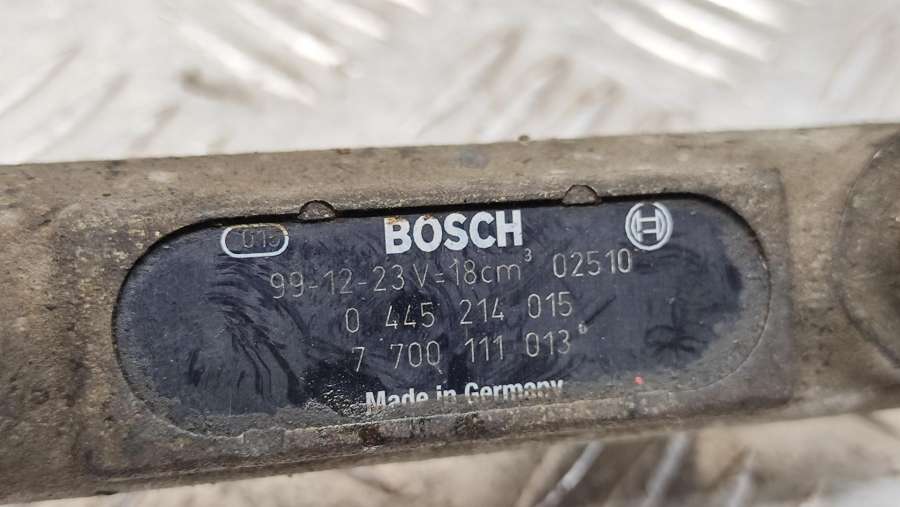 015 BOSCH
99-12-23 V=18cm³ 02510
0 445 214 015
7 700 111 013
Made in Germany